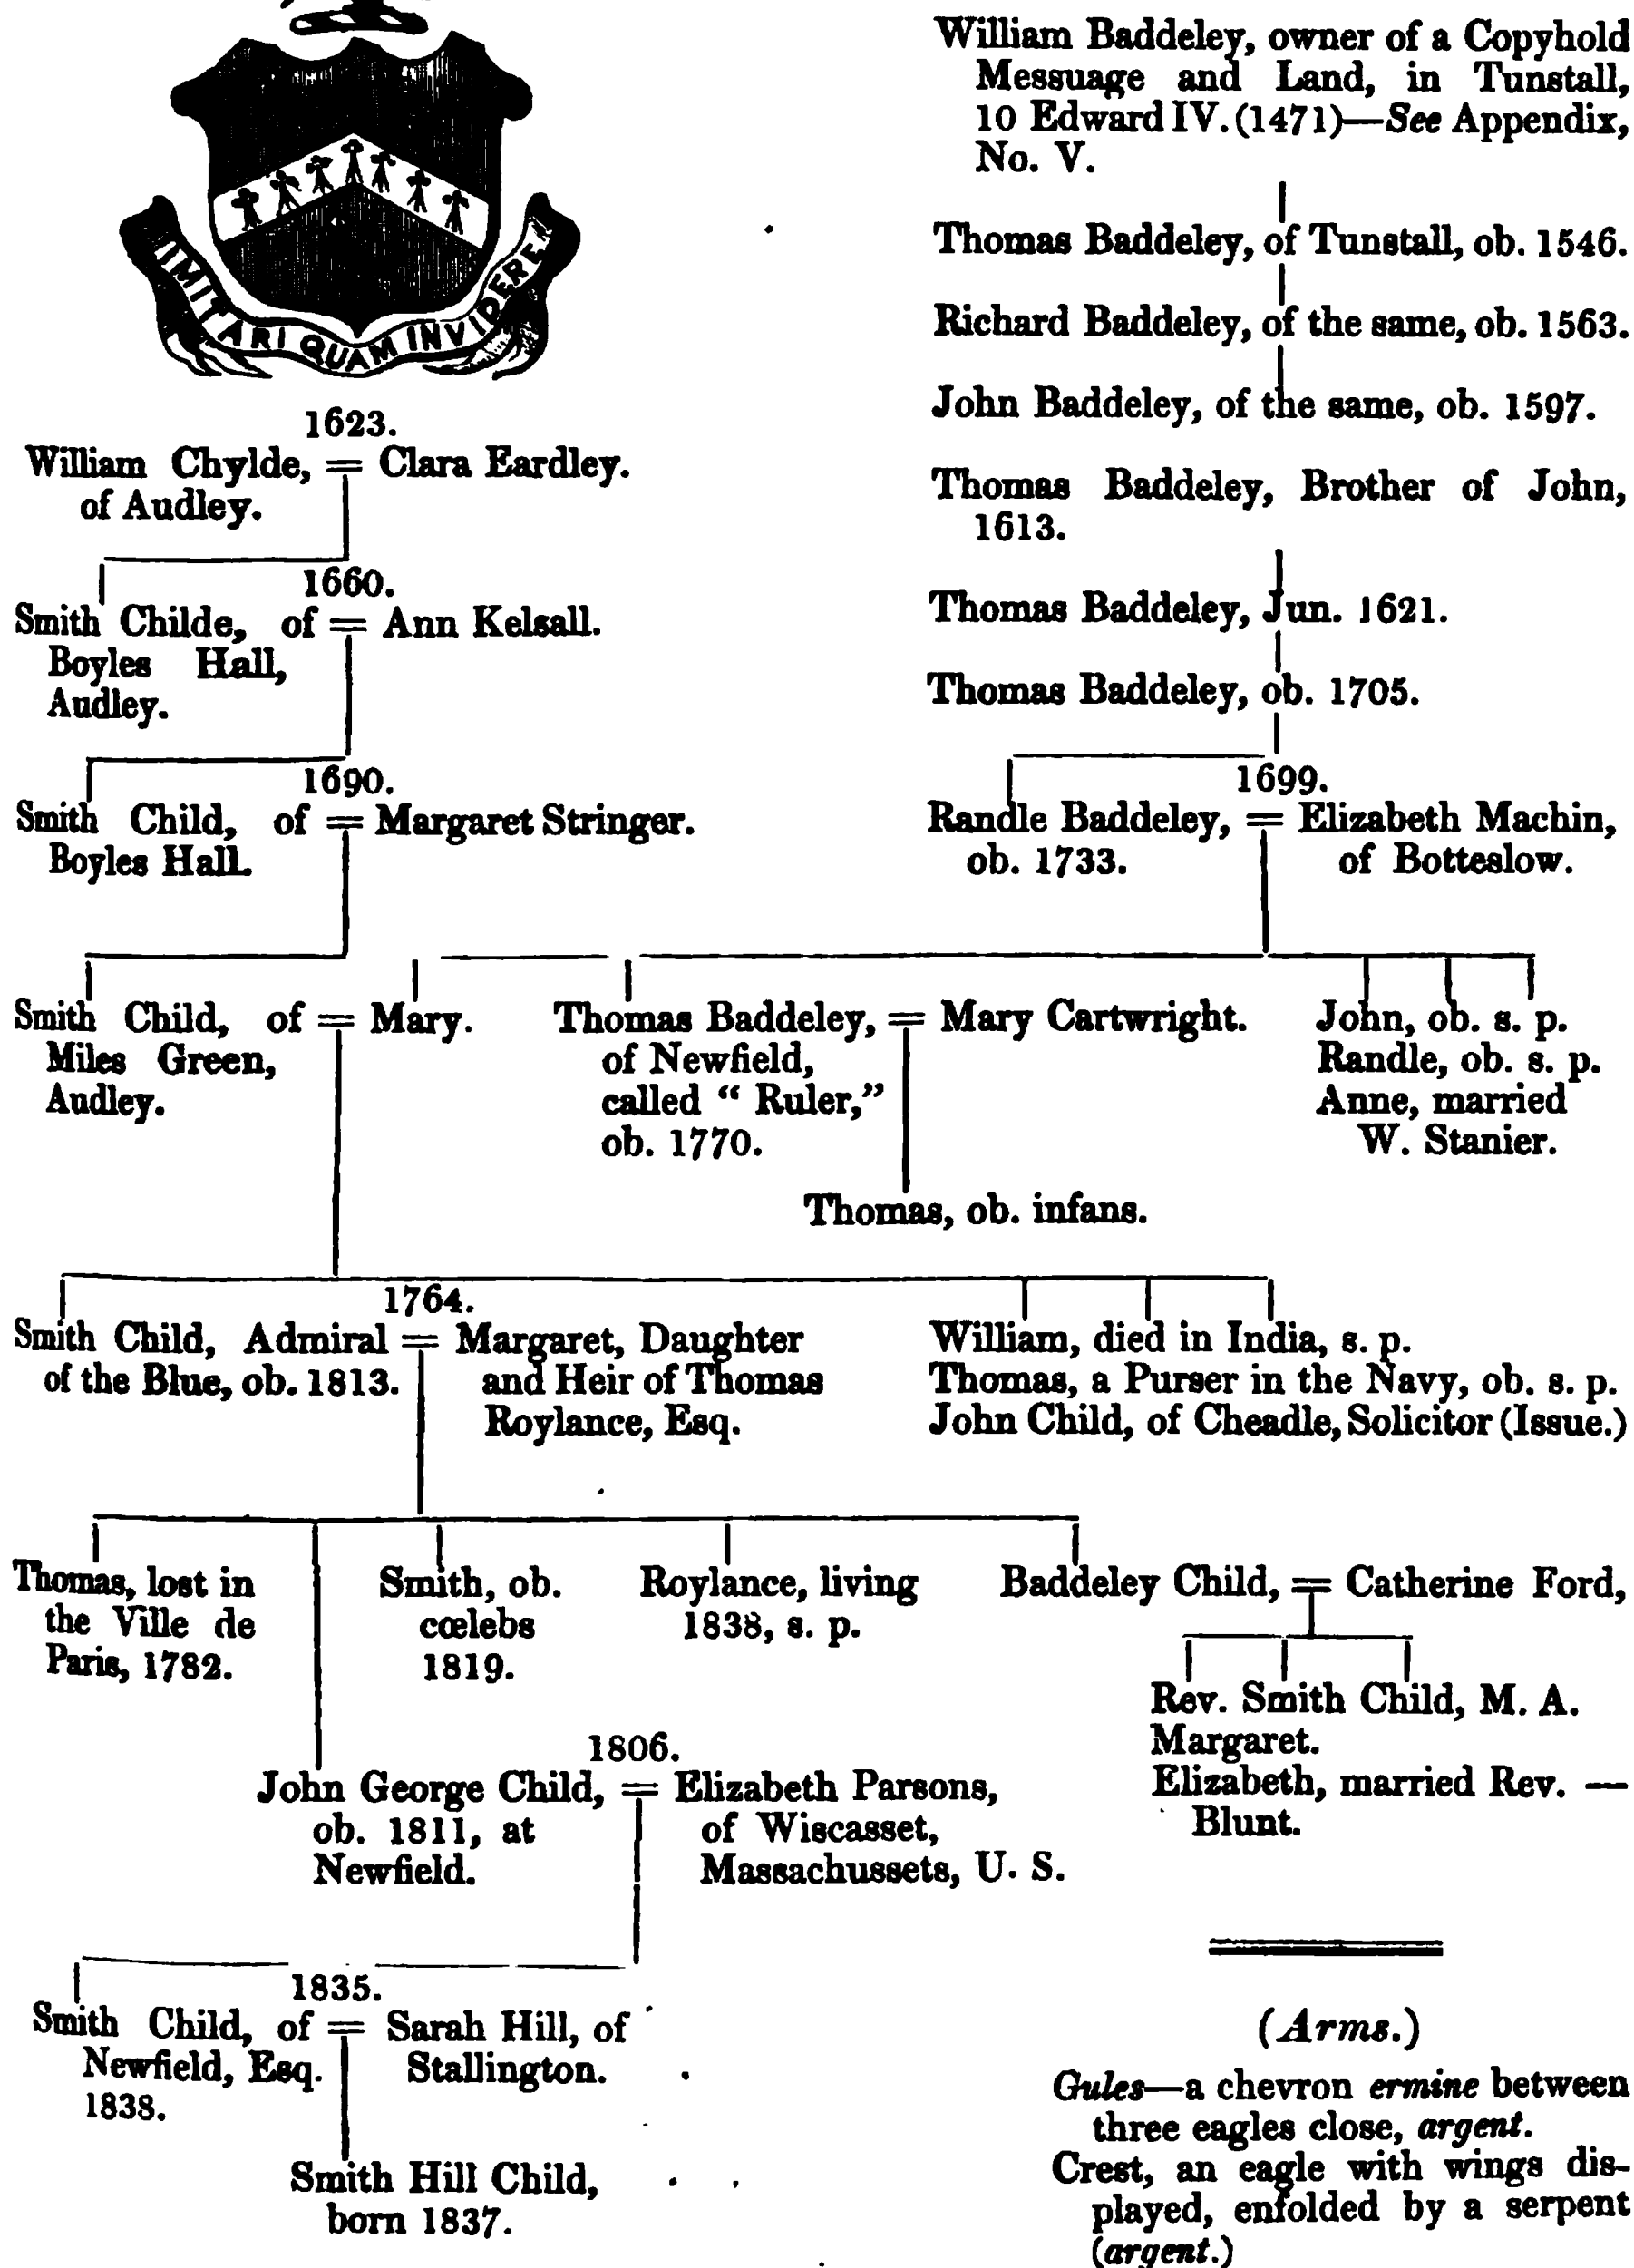 IMITARI QUAM INVIDERE
William Baddeley, owner of a Copyhold
Messuage and Land, in Tunstall,
10 Edward IV. (1471)—See Appendix,
No. V.
Thomas Baddeley, of Tunstall, ob. 1546.
Richard Baddeley, of the same, ob. 1563.
John Baddeley, of the same, ob. 1597.
Thomas Baddeley, Brother of John,
1613.
Thomas Baddeley, Jun. 1621.
Thomas Baddeley, ob. 1705.
1699.
Randle Baddeley, = Elizabeth Machin,
ob. 1733. of Botteslow.
1623.
William Chylde, = Clara Eardley.
of Audley.
1660.
Smith Childe, of = Ann Kelsall.
Boyles Hall,
Audley.
1690.
Smith Child, of = Margaret Stringer.
Boyles Hall.
Smith Child, of = Mary.
Miles Green,
Audley.
Thomas Baddeley, = Mary Cartwright.
of Newfield,
called “ Ruler,”
ob. 1770.
John, ob. s. p.
Randle, ob. s. p.
Anne, married
W. Stanier.
Thomas, ob. infans.
1764.
Smith Child, Admiral = Margaret, Daughter
of the Blue, ob. 1813. and Heir of Thomas
Roylance, Esq.
William, died in India, s. p.
Thomas, a Purser in the Navy, ob. s. p.
John Child, of Cheadle, Solicitor (Issue.)
Thomas, lost in
the Ville de
Paris, 1782.
Smith, ob.
cœlebs
1819.
Roylance, living
1838, s. p.
Baddeley Child, = Catherine Ford,
Rev. Smith Child, M. A.
Margaret.
Elizabeth, married Rev. —
Blunt.
1806.
John George Child, = Elizabeth Parsons,
ob. 1811, at of Wiscasset,
Newfield. Massachussets, U. S.
1835.
Smith Child, of = Sarah Hill, of
Newfield, Esq. Stallington.
1838.
Smith Hill Child,
born 1837.
(Arms.)
Gules—a chevron ermine between
three eagles close, argent.
Crest, an eagle with wings dis-
played, enfolded by a serpent
(argent.)